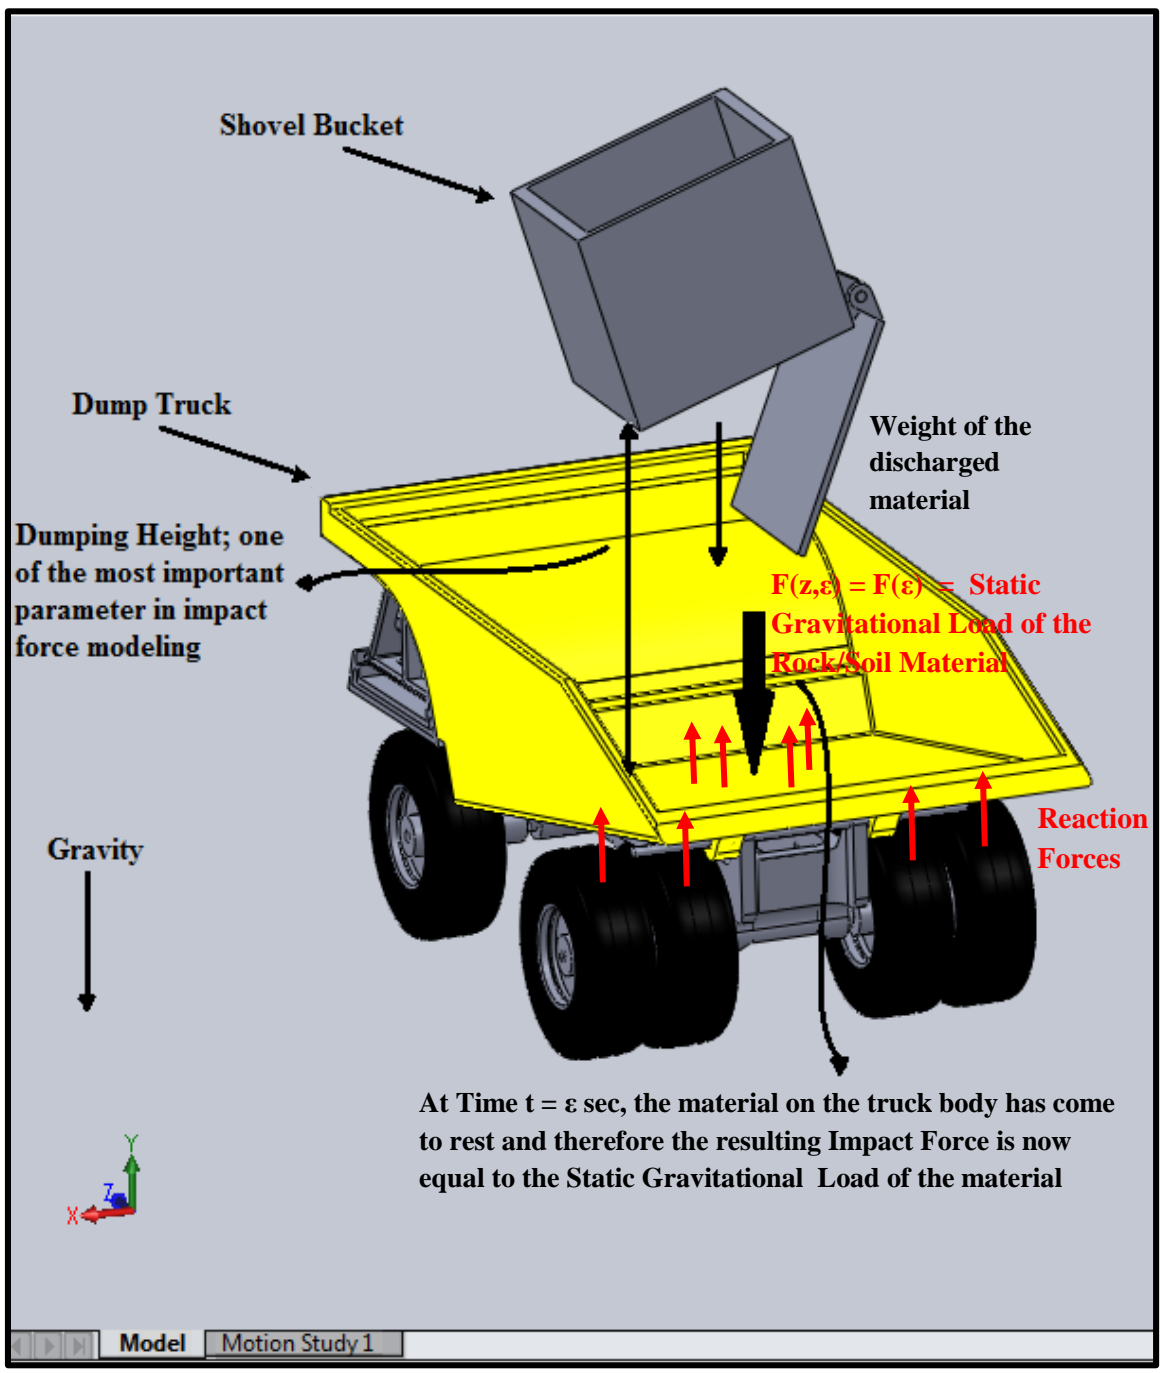 Shovel Bucket
Dump Truck
Weight of the
discharged
material
Dumping Height; one
of the most important
parameter in impact
force modeling
F(z,ε) = F(ε) = Static
Gravitational Load of the
Rock/Soil Material
Reaction
Forces
Gravity
At Time t = ε sec, the material on the truck body has come
to rest and therefore the resulting Impact Force is now
equal to the Static Gravitational Load of the material
Y
Z
X
Model
Motion Study 1